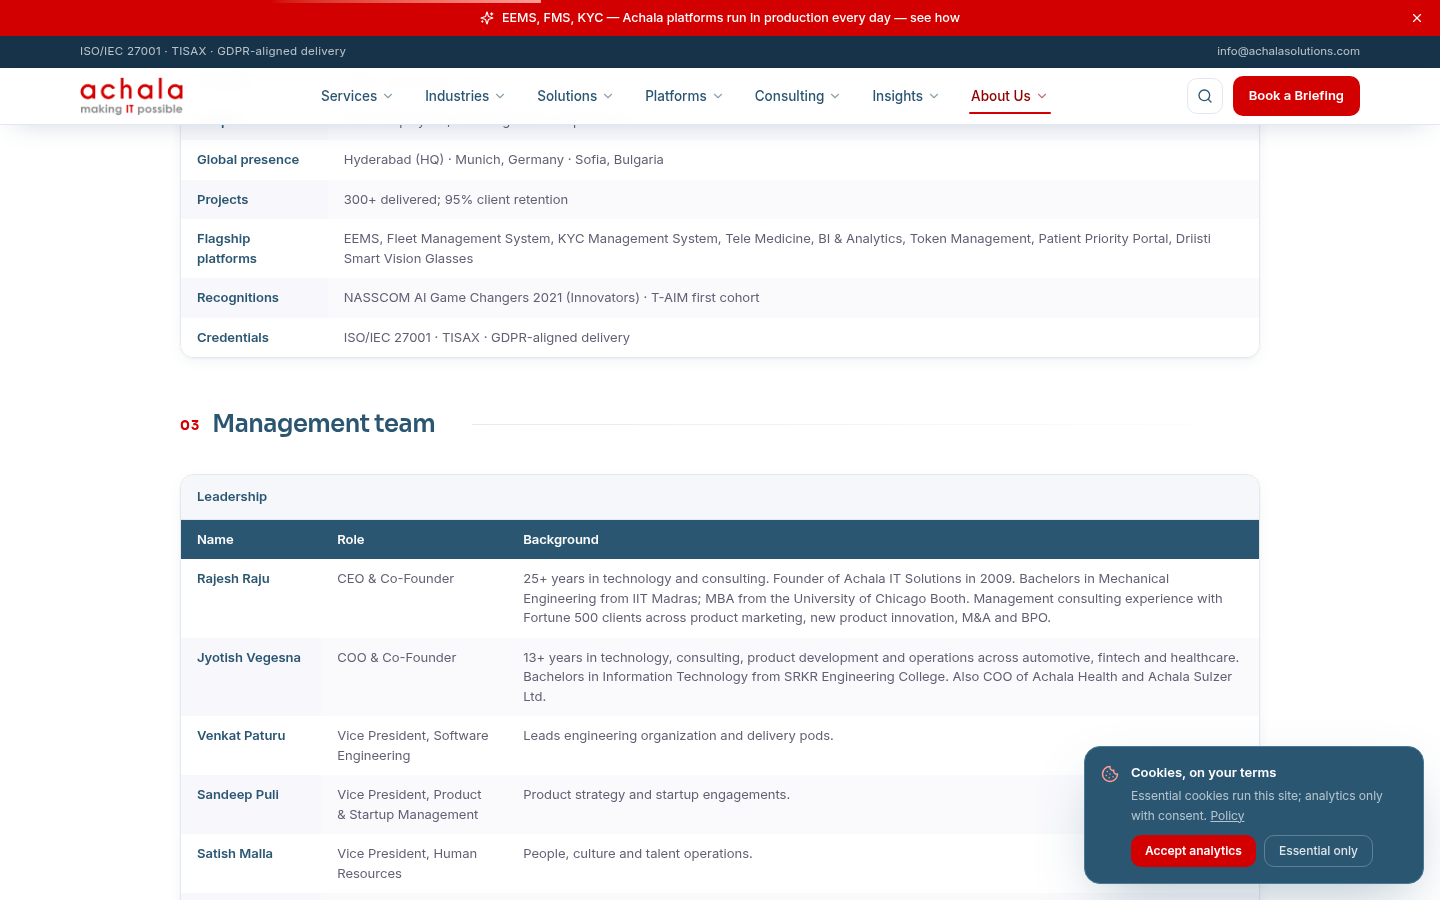 EEMS, FMS, KYC — Achala platforms run in production every day — see how
ISO/IEC 27001 · TISAX · GDPR-aligned delivery
info@achalasolutions.com
achala
making IT possible
Services
Industries
Solutions
Platforms
Consulting
Insights
About Us
Book a Briefing
Global presence
Hyderabad (HQ) · Munich, Germany · Sofia, Bulgaria
Projects
300+ delivered; 95% client retention
Flagship
platforms
EEMS, Fleet Management System, KYC Management System, Tele Medicine, BI & Analytics, Token Management, Patient Priority Portal, Driisti
Smart Vision Glasses
Recognitions
NASSCOM AI Game Changers 2021 (Innovators) · T-AIM first cohort
Credentials
ISO/IEC 27001 · TISAX · GDPR-aligned delivery
03 Management team
Leadership
Name
Role
Background
Rajesh Raju
CEO & Co-Founder
25+ years in technology and consulting. Founder of Achala IT Solutions in 2009. Bachelors in Mechanical
Engineering from IIT Madras; MBA from the University of Chicago Booth. Management consulting experience with
Fortune 500 clients across product marketing, new product innovation, M&A and BPO.
Jyotish Vegesna
COO & Co-Founder
13+ years in technology, consulting, product development and operations across automotive, fintech and healthcare.
Bachelors in Information Technology from SRKR Engineering College. Also COO of Achala Health and Achala Sulzer
Ltd.
Venkat Paturu
Vice President, Software
Engineering
Leads engineering organization and delivery pods.
Sandeep Puli
Vice President, Product
& Startup Management
Product strategy and startup engagements.
Satish Malla
Vice President, Human
Resources
People, culture and talent operations.
Cookies, on your terms
Essential cookies run this site; analytics only
with consent. Policy
Accept analytics
Essential only